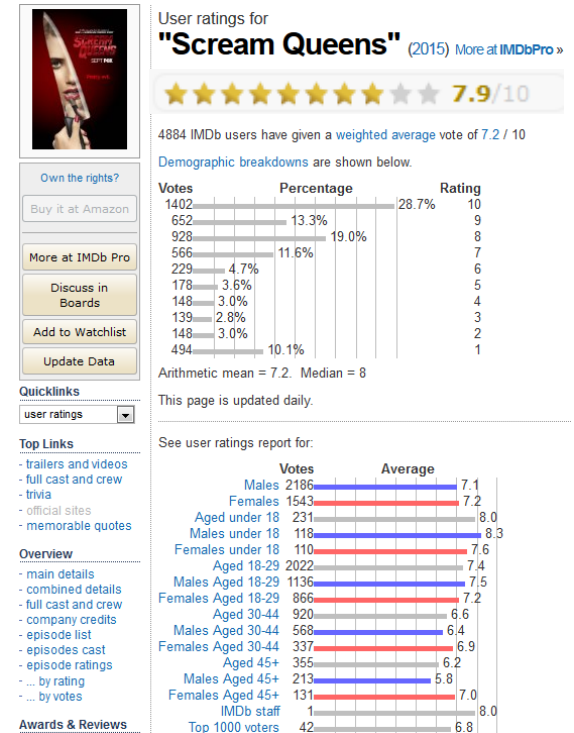 SCREAM
QUEENS
SEPT FOX
User ratings for
"Scream Queens" (2015) More at IMDbPro »
7.9/10
4884 IMDb users have given a weighted average vote of 7.2 / 10
Demographic breakdowns are shown below.
Votes Percentage Rating
1402 28.7% 10
652 13.3% 9
928 19.0% 8
566 11.6% 7
229 4.7% 6
178 3.6% 5
148 3.0% 4
139 2.8% 3
148 3.0% 2
494 10.1% 1
Arithmetic mean = 7.2. Median = 8
This page is updated daily.
See user ratings report for:
Votes Average
Males 2186 7.1
Females 1543 7.2
Aged under 18 231 8.0
Males under 18 118 8.3
Females under 18 110 7.6
Aged 18-29 2022 7.4
Males Aged 18-29 1136 7.5
Females Aged 18-29 866 7.2
Aged 30-44 920 6.6
Males Aged 30-44 568 6.4
Females Aged 30-44 337 6.9
Aged 45+ 355 6.2
Males Aged 45+ 213 5.8
Females Aged 45+ 131 7.0
IMDb staff 1 8.0
Top 1000 voters 42 6.8
Own the rights?
Buy it at Amazon
More at IMDb Pro
Discuss in
Boards
Add to Watchlist
Update Data
Quicklinks
user ratings
Top Links
- trailers and videos
- full cast and crew
- trivia
- official sites
- memorable quotes
Overview
- main details
- combined details
- full cast and crew
- company credits
- episode list
- episodes cast
- episode ratings
- ... by rating
- ... by votes
Awards & Reviews